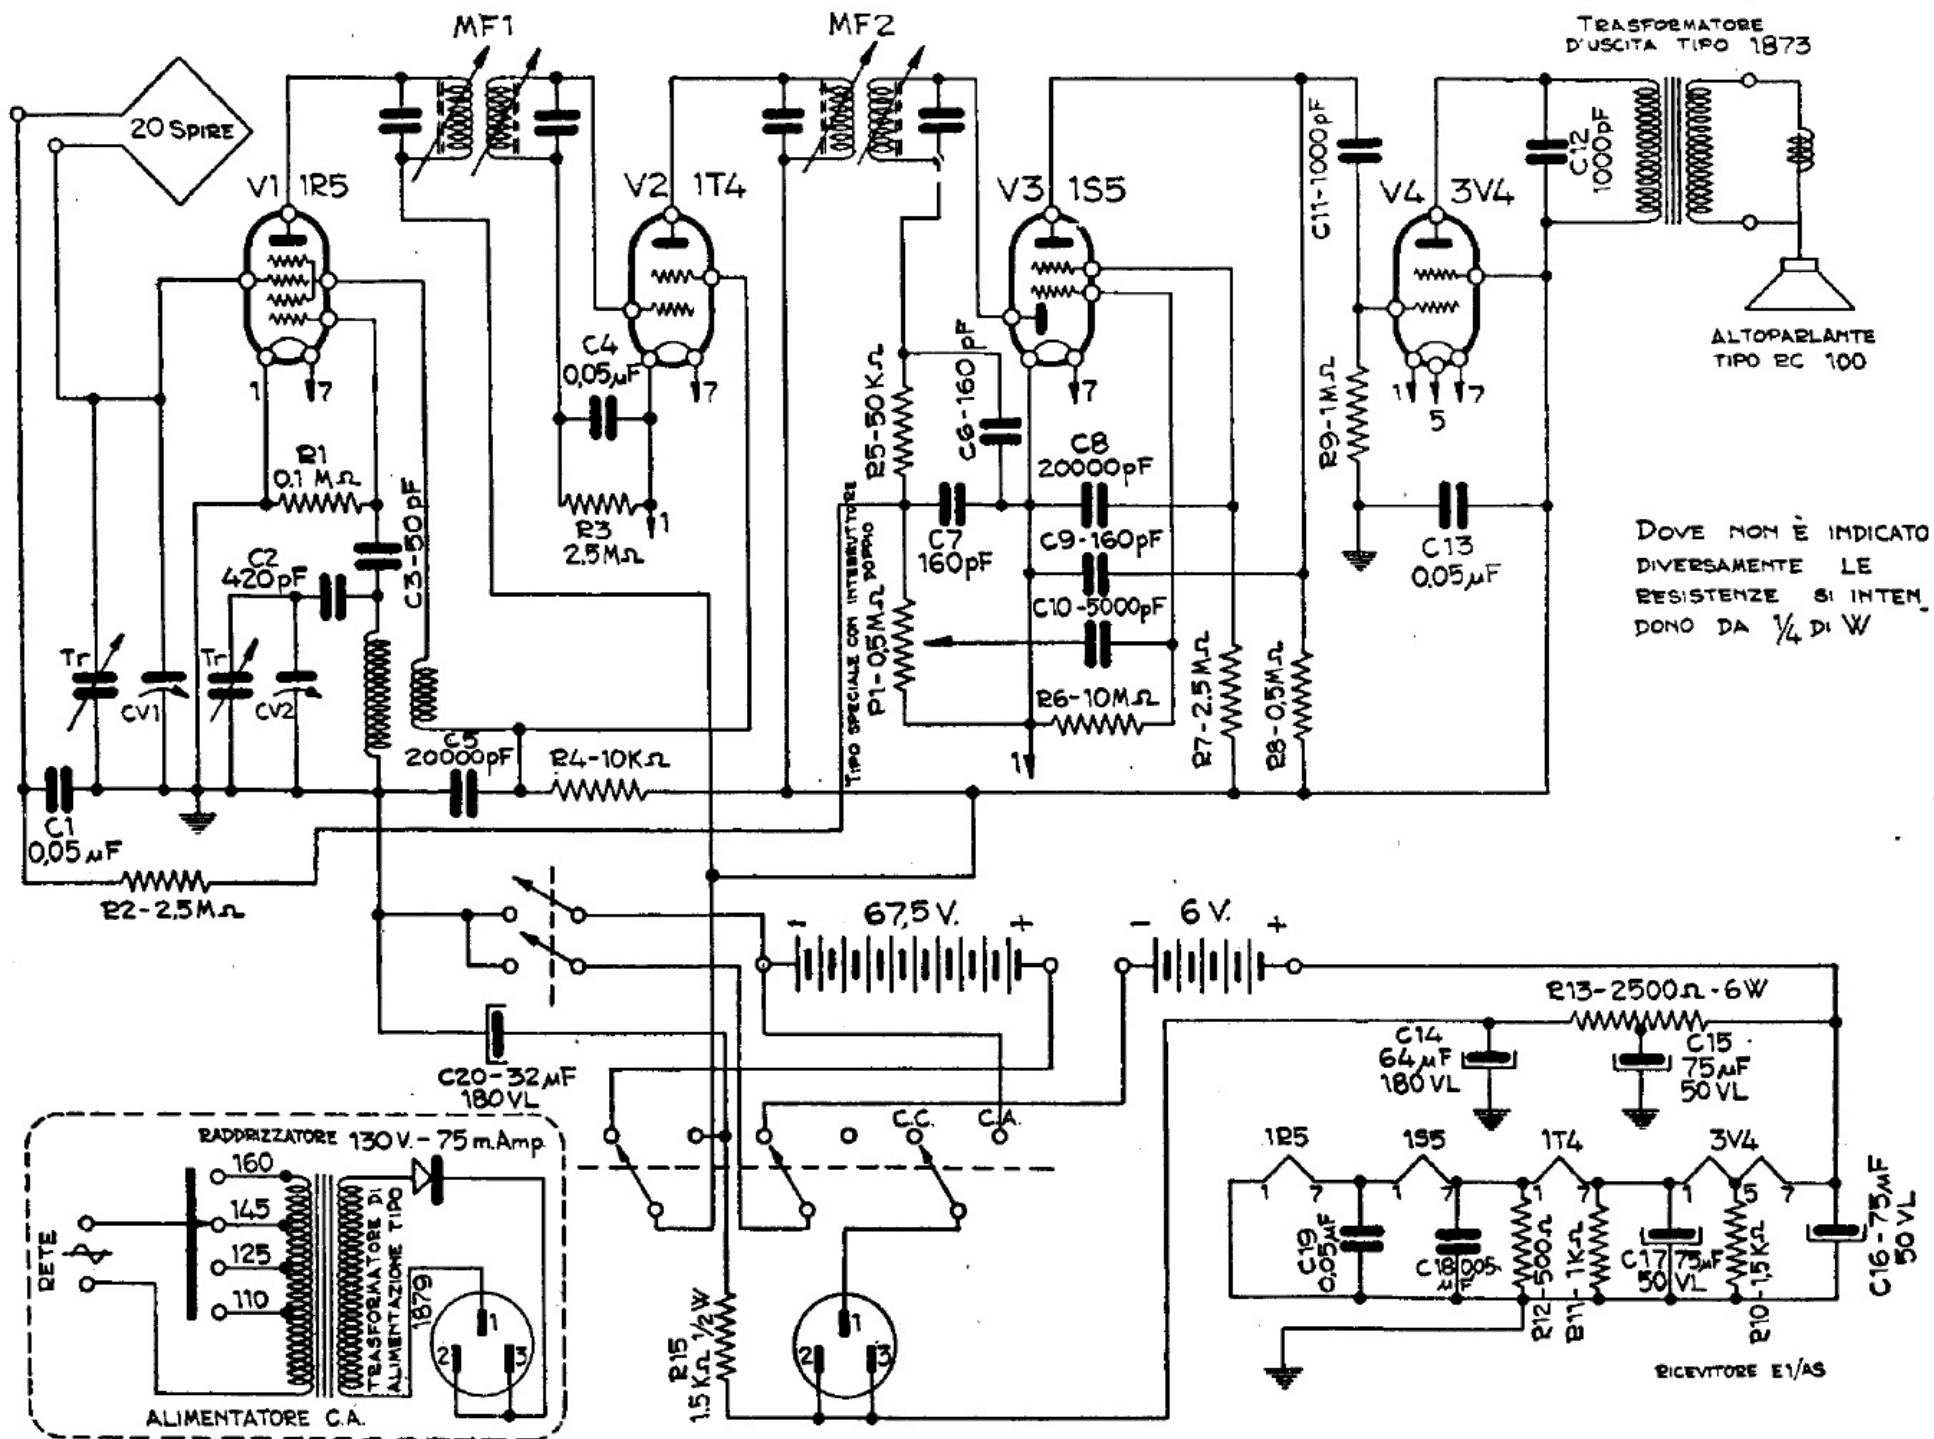 MF1
MF2
TRASFORMATORE
D'USCITA TIPO 1873
20 SPIRE
V1 1R5
V2 1T4
V3 1S5
V4 3V4
C11-1000pF
C12
1000pF
ALTOPARLANTE
TIPO RC 100
1
7
C4
0,05µF
7
R5-50KΩ
C6-160pF
7
1
5
7
R9-1MΩ
R1
0.1 MΩ
C3-50pF
R3
2.5MΩ
1
C2
420pF
C7
160pF
C8
20000pF
C9-160pF
C10-5000pF
C13
0,05µF
DOVE NON È INDICATO
DIVERSAMENTE LE
RESISTENZE SI INTEN_
DONO DA 1/4 DI W
Tr
CV1
Tr
CV2
P1-0,5MΩ DOPPIO
TIPO SPECIALE CON INTERRUTTORE
R6-10MΩ
R7-2.5MΩ
R8-0,5MΩ
1
C5
20000pF
R4-10KΩ
C1
0,05µF
R2-2.5MΩ
- 67,5 V. +
- 6 V. +
R13-2500Ω-6W
C14
64µF
180VL
C15
75µF
50VL
C20-32µF
180VL
C.C.
C.A.
RADDRIZZATORE 130V.-75 m.Amp.
160
145
125
110
RETE
TRASFORMATORE DI
ALIMENTAZIONE TIPO
1879
1
2
3
ALIMENTATORE C.A.
R15
1.5KΩ 1/2W
1
2
3
1R5
1S5
1T4
3V4
1
7
1
7
1
7
1
5
7
C19
0,05µF
C18 005
µF
R12-500Ω
R11-1KΩ
C17 75µF
50VL
R10-1,5KΩ
C16-75µF
50VL
RICEVITORE E1/AS